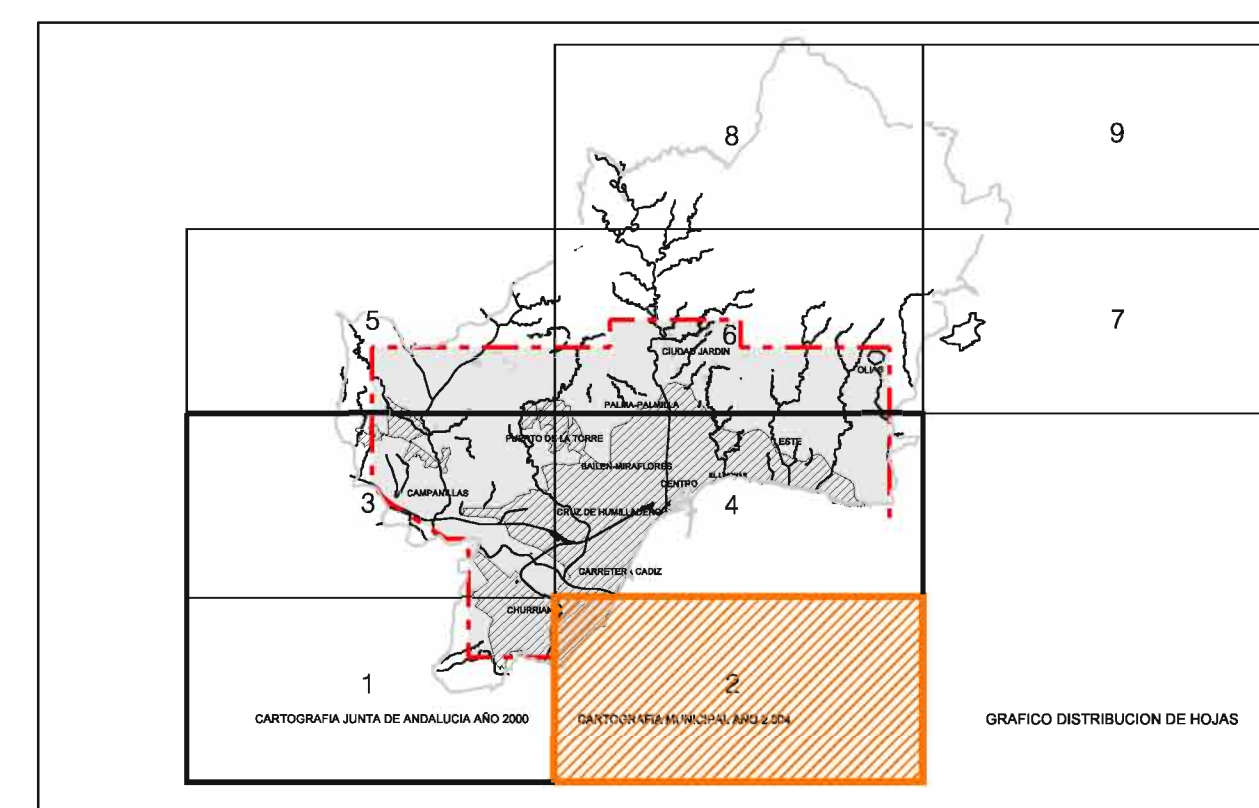 8
9
5
6
7
CIUDAD JARDIN
OLIAS
PALMA-PALMILLA
PUERTO DE LA TORRE
ESTE
BAILEN-MIRAFLORES
CENTRO
CAMPANILLAS
3
4
CRUZ DE HUMILLADERO
CARRETER A CADIZ
CHURRIAN
1
2
CARTOGRAFIA JUNTA DE ANDALUCIA AÑO 2000
CARTOGRAFIA MUNICIPAL AÑO 2.004
GRAFICO DISTRIBUCION DE HOJAS